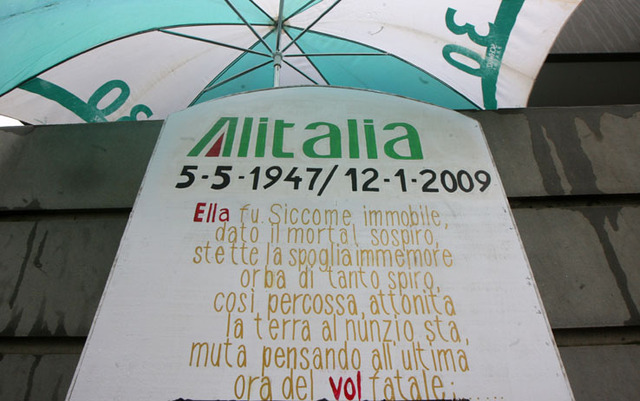 30
30
Alitalia
5-5-1947/12-1-2009
Ella fu. Siccome immobile,
dato il mortal sospiro,
stette la spoglia immemore
orba di tanto spiro,
così percossa, attonita
la terra al nunzio sta,
muta pensando all'ultima
ora del vol fatale;......